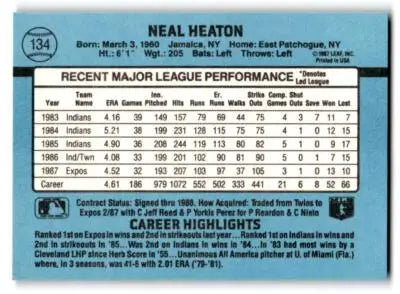 134
NEAL HEATON
Born: March 3, 1960 Jamaica, NY Home: East Patchogue, NY
Ht.: 6'1" Wgt.: 205 Bats: Left Throws: Left
©1987 LEAF, INC.
Printed in USA
RECENT MAJOR LEAGUE PERFORMANCE *Denotes Led League
Year Team Name ERA Games Inn. Pitched Hits Runs Er. Runs Walks Strike Outs Comp. Games Shut Outs Save Won Lost
1983 Indians 4.16 39 149 157 79 69 44 75 4 3 7 11 7
1984 Indians 5.21 38 199 231 128 115 75 75 4 1 0 12 15
1985 Indians 4.90 36 208 244 119 113 80 82 5 1 0 9 17
1986 Ind/Twn 4.08 33 199 201 102 90 81 90 5 0 1 7 15
1987 Expos 4.52 32 193 207 103 97 37 105 3 1 0 13 10
Career 4.61 186 979 1072 552 502 333 441 21 6 8 52 66
Contract Status: Signed thru 1988. How Acquired: Traded from Twins to
Expos 2/87 with C Jeff Reed & P Yorkis Perez for P Reardon & C Nieto
CAREER HIGHLIGHTS
Ranked 1st on Expos in wins and 2nd in strikeouts last year...Ranked 1st on Indians in wins and
2nd in strikeouts in '85...Was 2nd on Indians in wins in '84...In '83 had most wins by a
Cleveland LHP since Herb Score in '55...Unanimous All America pitcher at U. of Miami (Fla.)
where, in 3 seasons, was 41-6 with 2.01 ERA ('79-'81).